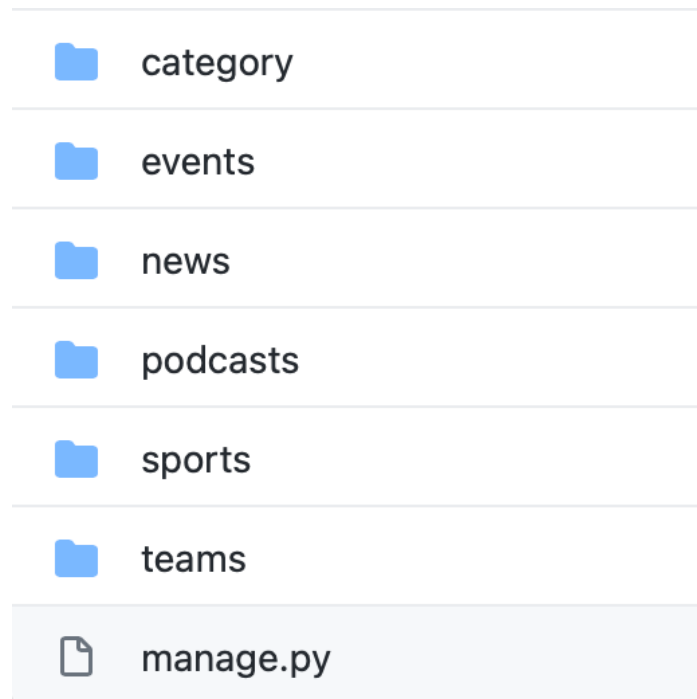 category
events
news
podcasts
sports
teams
manage.py